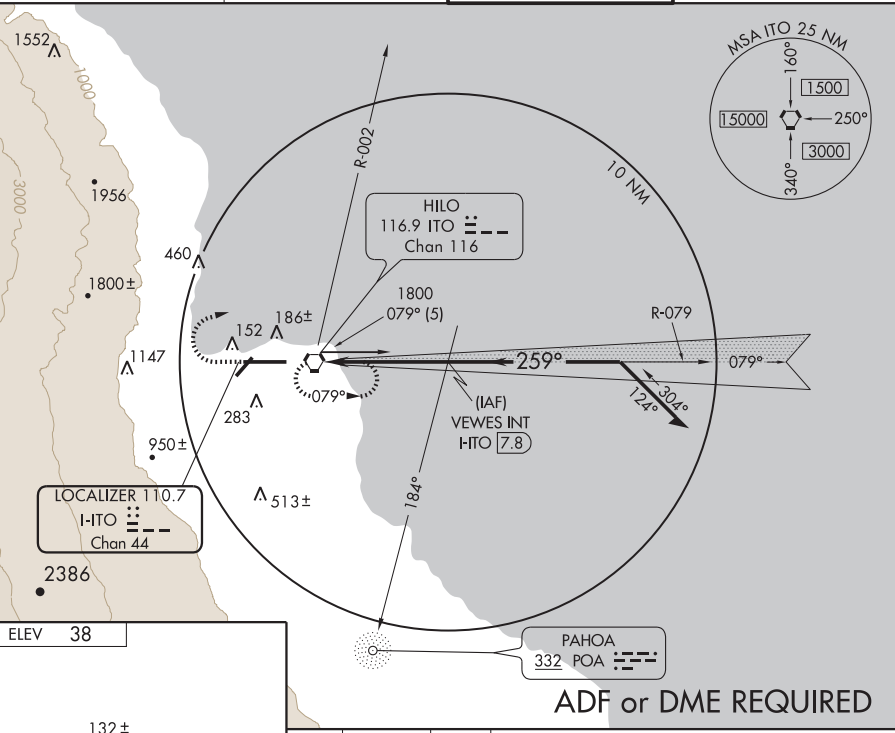 1552
1000
1956
3000
1800±
460
1147
950±
152
186±
283
513±
2386
R-002
10 NM
HILO
116.9 ITO
Chan 116
1800
079° (5)
R-079
259°
079°
079°
304°
124°
(IAF)
VEWES INT
I-ITO 7.8
184°
LOCALIZER 110.7
I-ITO
Chan 44
MSA ITO 25 NM
160°
1500
15000
250°
3000
340°
PAHOA
332 POA
ADF or DME REQUIRED
ELEV 38
132±